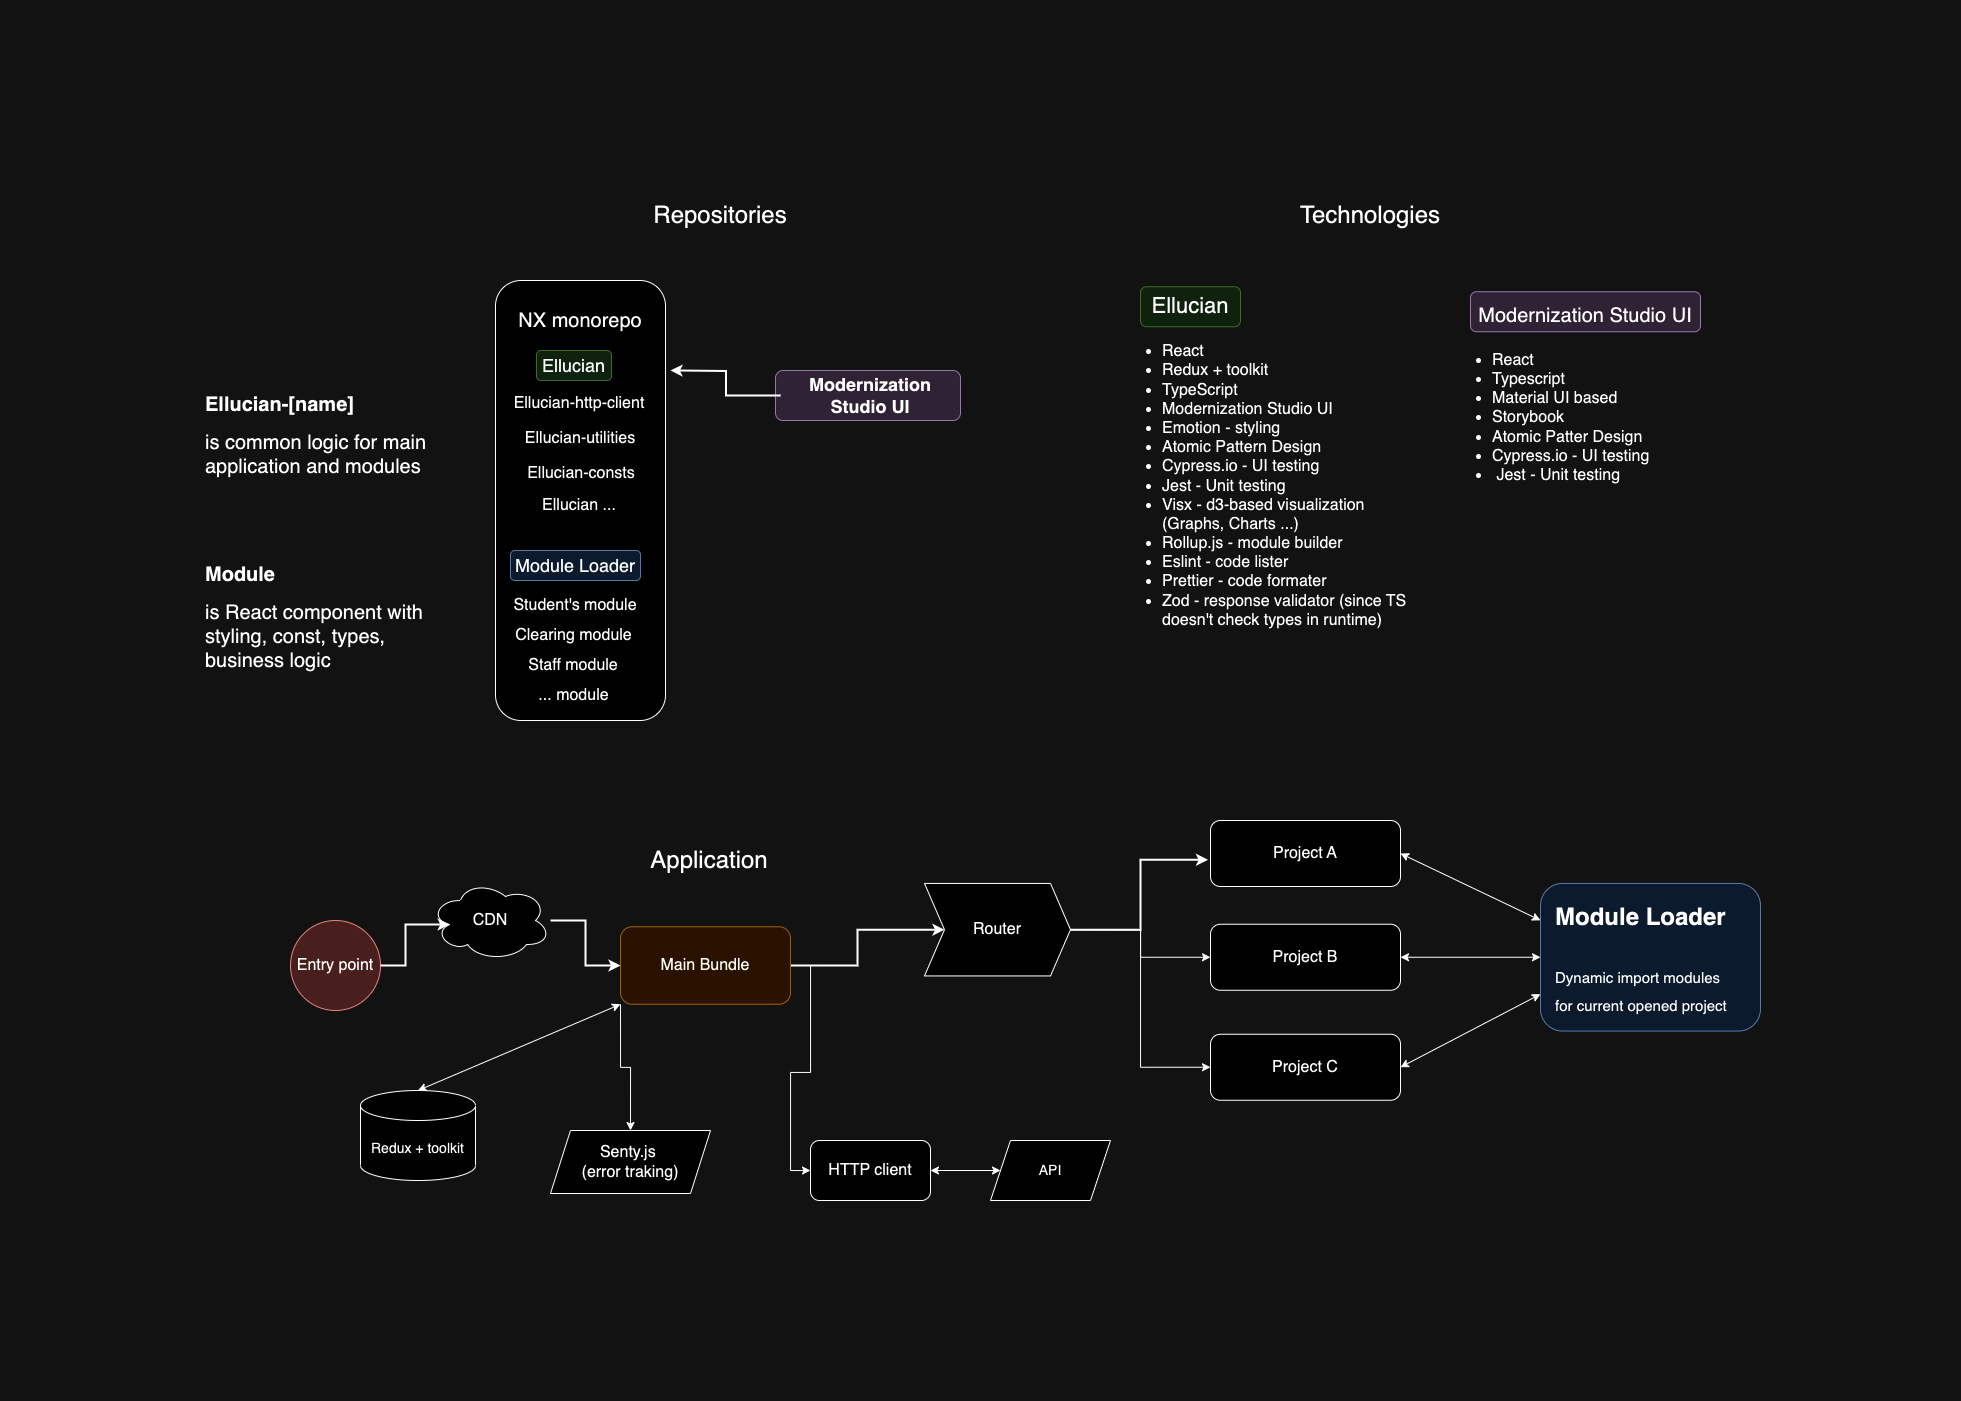 Repositories
Technologies
Ellucian-[name]
is common logic for main
application and modules
Module
is React component with
styling, const, types,
business logic
NX monorepo
Ellucian
Ellucian-http-client
Ellucian-utilities
Ellucian-consts
Ellucian ...
Module Loader
Student's module
Clearing module
Staff module
... module
Modernization
Studio UI
Ellucian
• React
• Redux + toolkit
• TypeScript
• Modernization Studio UI
• Emotion - styling
• Atomic Pattern Design
• Cypress.io - UI testing
• Jest - Unit testing
• Visx - d3-based visualization
(Graphs, Charts ...)
• Rollup.js - module builder
• Eslint - code lister
• Prettier - code formater
• Zod - response validator (since TS
doesn't check types in runtime)
Modernization Studio UI
• React
• Typescript
• Material UI based
• Storybook
• Atomic Patter Design
• Cypress.io - UI testing
• Jest - Unit testing
Application
Entry point
CDN
Main Bundle
Redux + toolkit
Senty.js
(error traking)
HTTP client
API
Router
Project A
Project B
Project C
Module Loader
Dynamic import modules
for current opened project